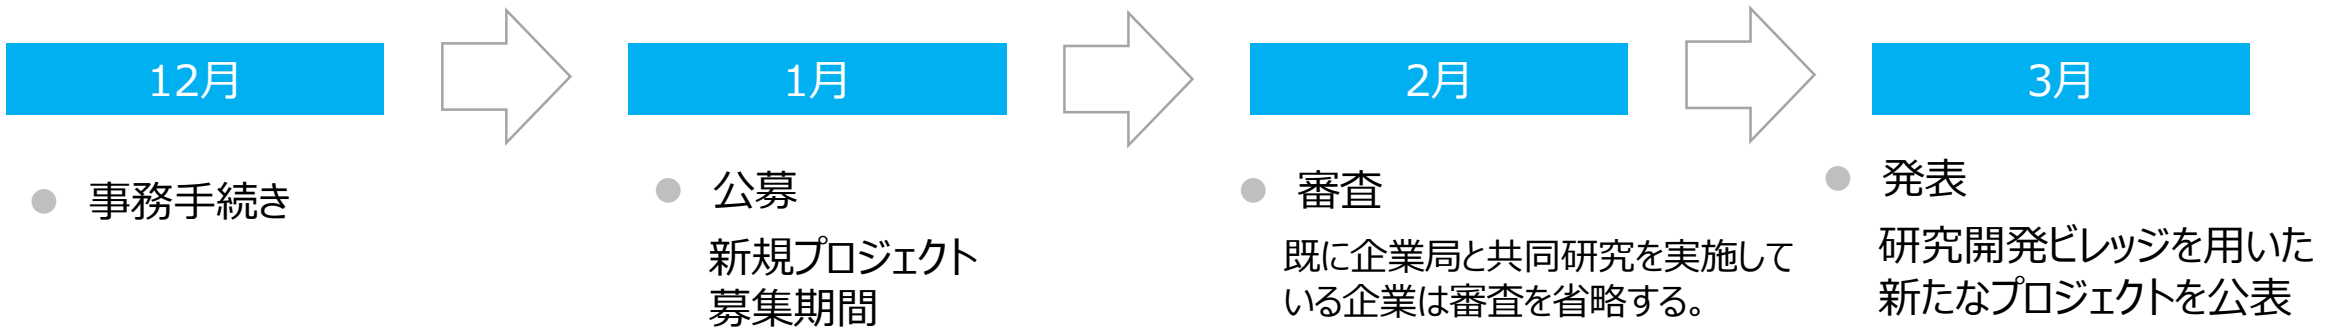 12月
事務手続き
1月
公募
新規プロジェクト
募集期間
2月
審査
既に企業局と共同研究を実施して
いる企業は審査を省略する。
3月
発表
研究開発ビレッジを用いた
新たなプロジェクトを公表